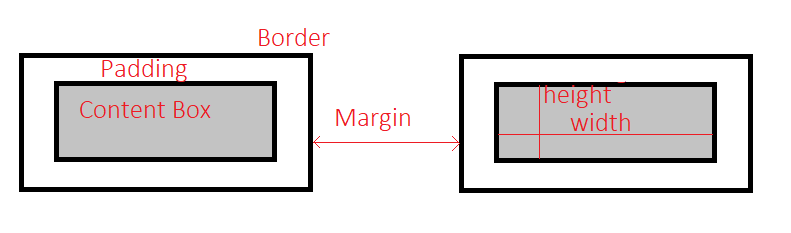 Border
Padding
Content Box
Margin
height
width